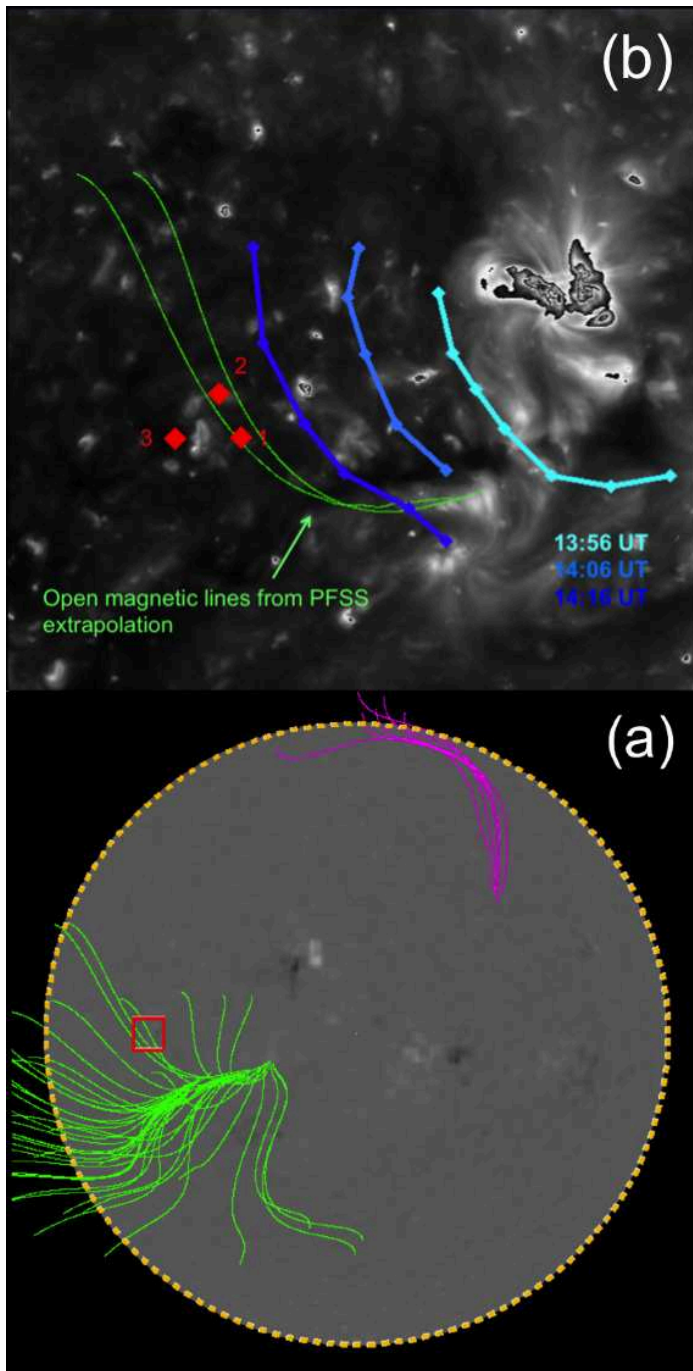 (b)
2
3
1
13:56 UT
14:06 UT
14:16 UT
Open magnetic lines from PFSS
extrapolation
(a)